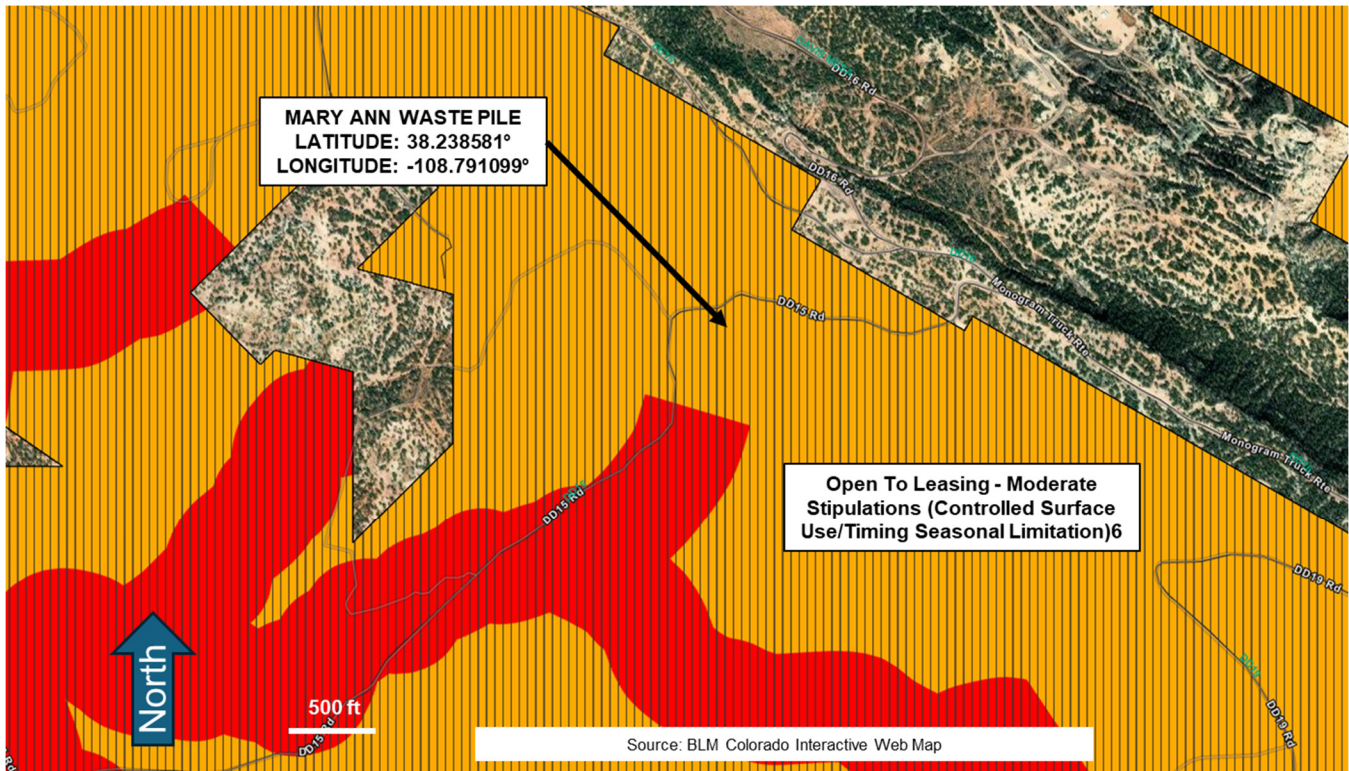 DD16 Rd
MARY ANN WASTE PILE
LATITUDE: 38.238581º
LONGITUDE: -108.791099º
DD16 Rd
DD15 Rd
Monogram Truck Rte
Monogram Truck Rte
Open To Leasing - Moderate
Stipulations (Controlled Surface
Use/Timing Seasonal Limitation)6
DD15 Rd
DD19 Rd
North
500 ft
DD19 Rd
DD15 Rd
Source: BLM Colorado Interactive Web Map